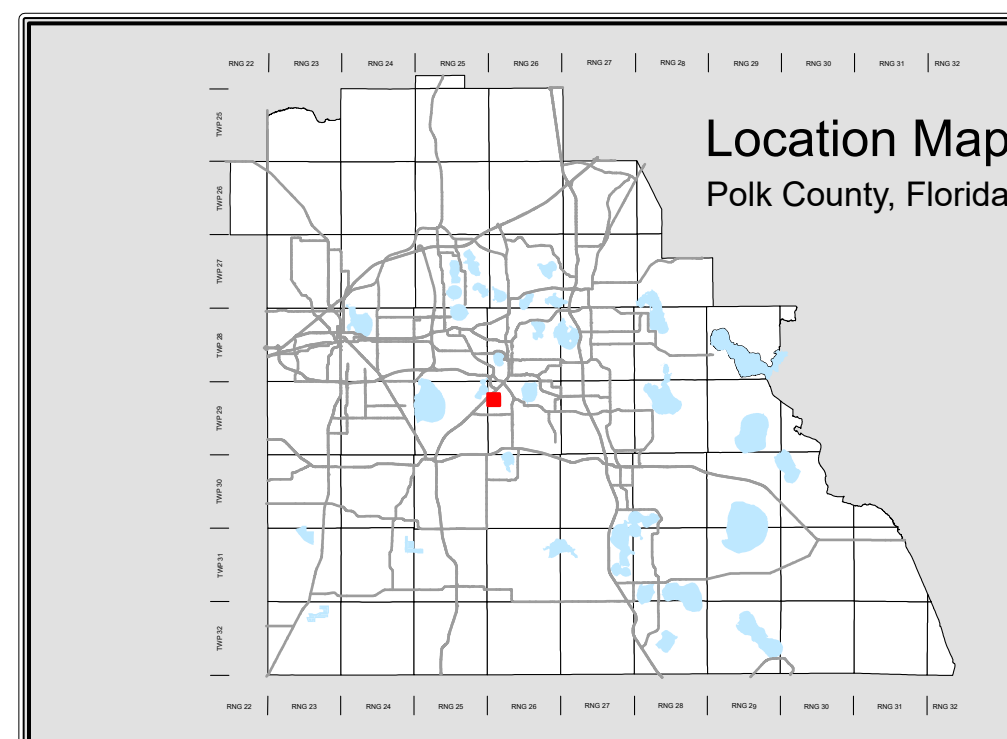 RNG 22 RNG 23 RNG 24 RNG 25 RNG 26 RNG 27 RNG 28 RNG 29 RNG 30 RNG 31 RNG 32
Location Map
Polk County, Florida
TWP 25
TWP 26
TWP 27
TWP 28
TWP 29
TWP 30
TWP 31
TWP 32
RNG 22 RNG 23 RNG 24 RNG 25 RNG 26 RNG 27 RNG 28 RNG 29 RNG 30 RNG 31 RNG 32